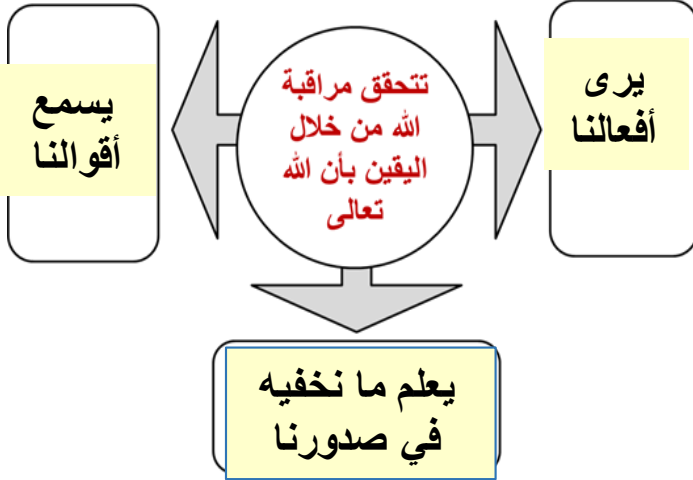 تتحقق مراقبة
الله من خلال
اليقين بأن الله
تعالى
يرى
أفعالنا
يسمع
أقوالنا
يعلم ما نخفيه
في صدورنا